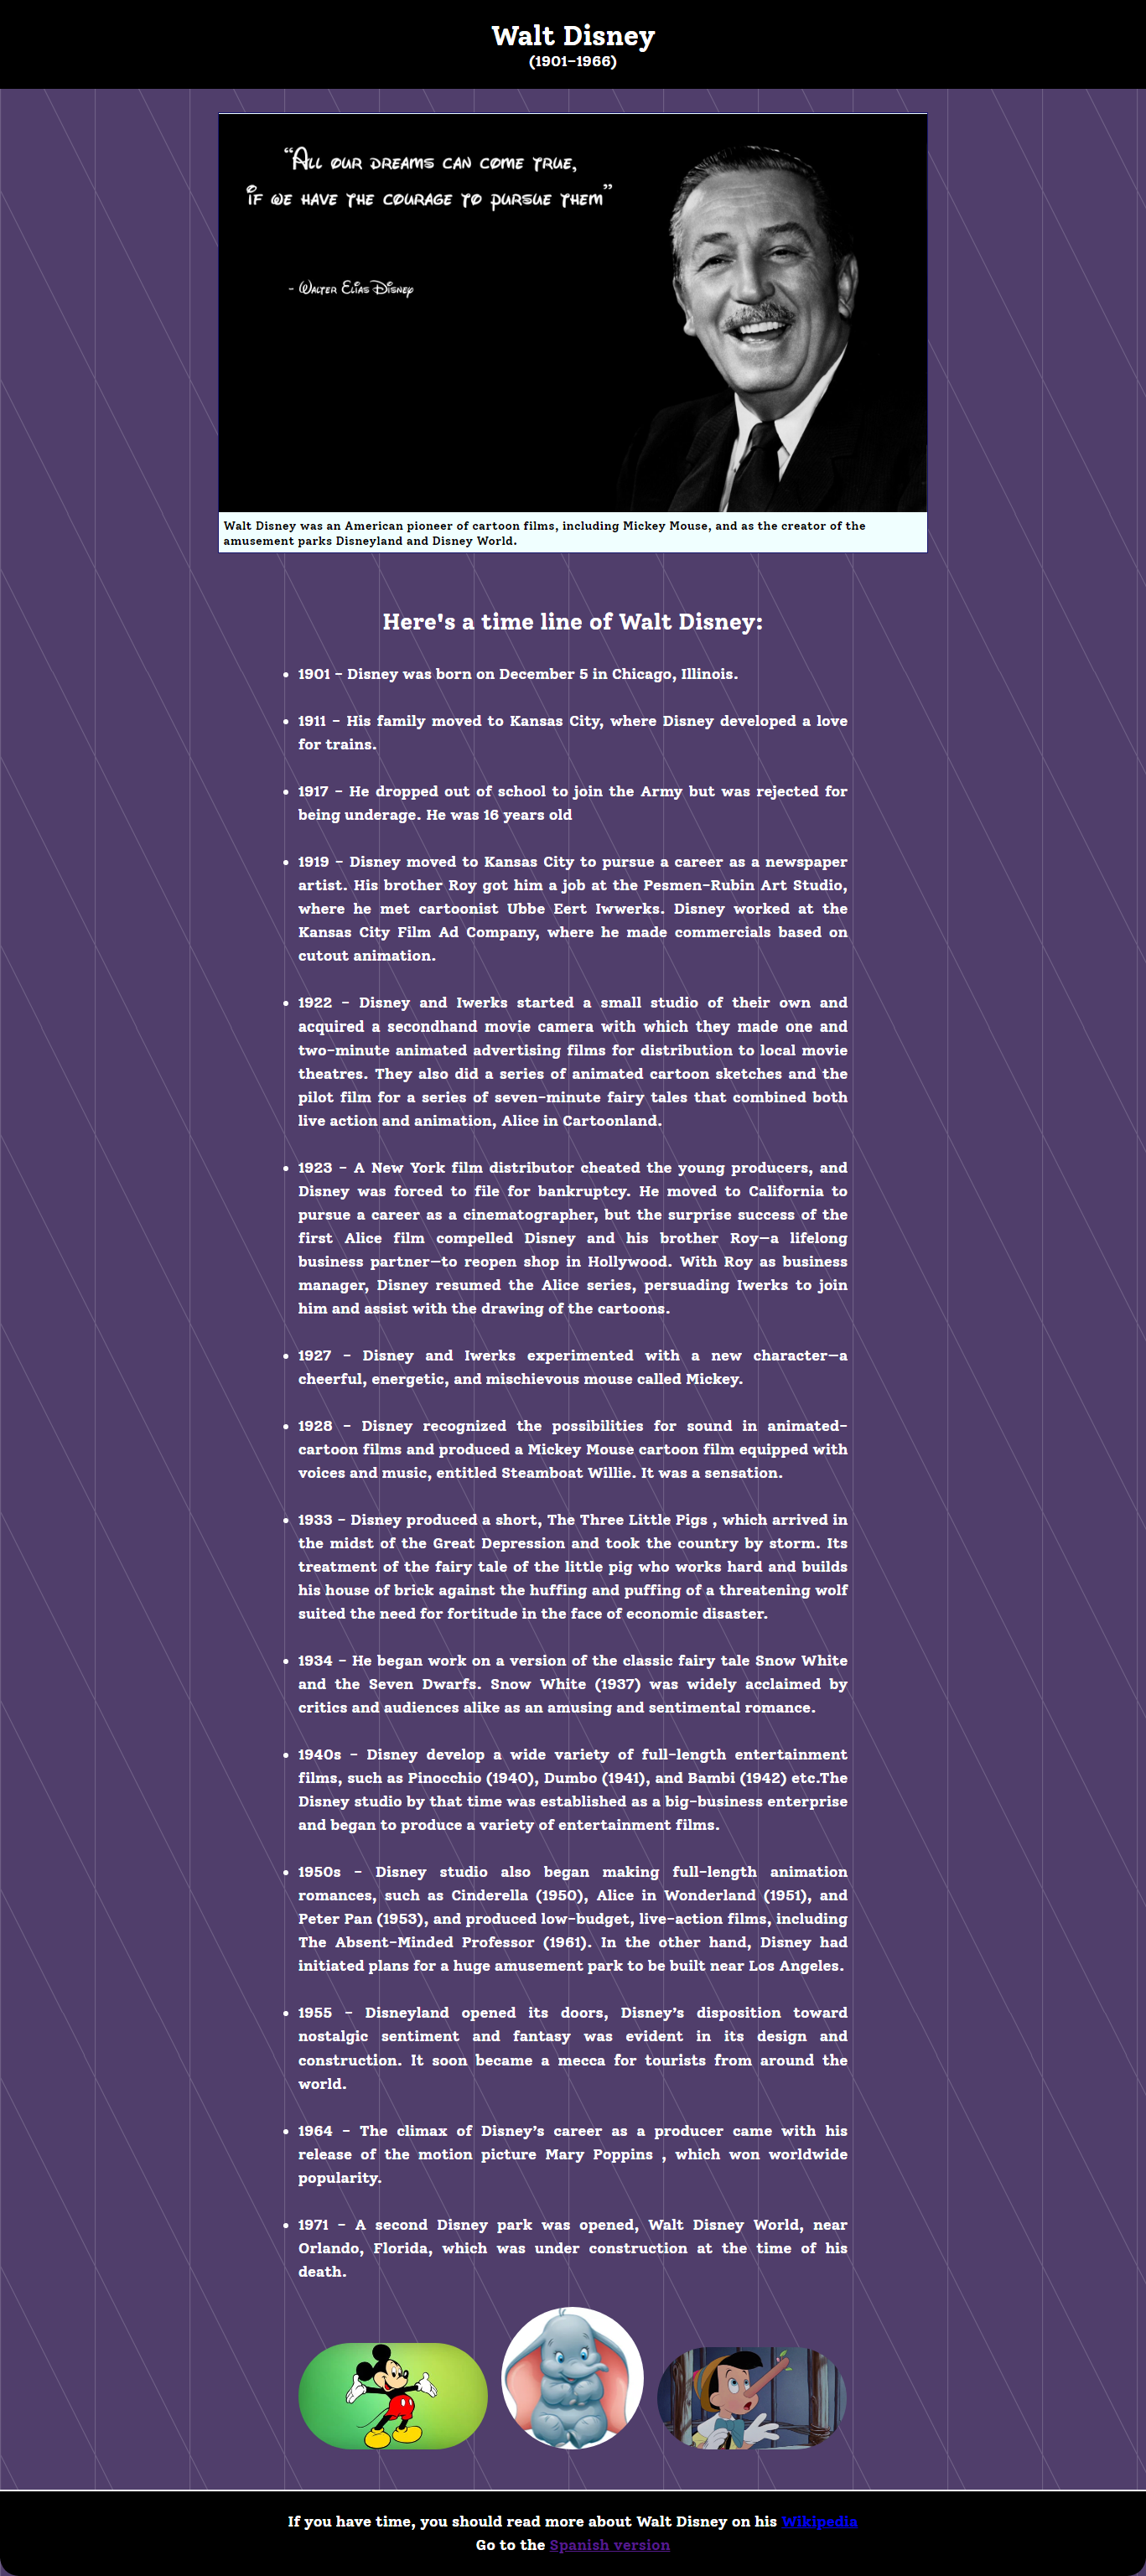 Walt Disney
(1901-1966)
“All our dreams can come true,
if we have the courage to pursue them”
- Walter Elias Disney
Walt Disney was an American pioneer of cartoon films, including Mickey Mouse, and as the creator of the
amusement parks Disneyland and Disney World.
Here's a time line of Walt Disney:
• 1901 - Disney was born on December 5 in Chicago, Illinois.
• 1911 - His family moved to Kansas City, where Disney developed a love
for trains.
• 1917 - He dropped out of school to join the Army but was rejected for
being underage. He was 16 years old
• 1919 - Disney moved to Kansas City to pursue a career as a newspaper
artist. His brother Roy got him a job at the Pesmen-Rubin Art Studio,
where he met cartoonist Ubbe Eert Iwwerks. Disney worked at the
Kansas City Film Ad Company, where he made commercials based on
cutout animation.
• 1922 - Disney and Iwerks started a small studio of their own and
acquired a secondhand movie camera with which they made one and
two-minute animated advertising films for distribution to local movie
theatres. They also did a series of animated cartoon sketches and the
pilot film for a series of seven-minute fairy tales that combined both
live action and animation, Alice in Cartoonland.
• 1923 - A New York film distributor cheated the young producers, and
Disney was forced to file for bankruptcy. He moved to California to
pursue a career as a cinematographer, but the surprise success of the
first Alice film compelled Disney and his brother Roy—a lifelong
business partner—to reopen shop in Hollywood. With Roy as business
manager, Disney resumed the Alice series, persuading Iwerks to join
him and assist with the drawing of the cartoons.
• 1927 - Disney and Iwerks experimented with a new character—a
cheerful, energetic, and mischievous mouse called Mickey.
• 1928 - Disney recognized the possibilities for sound in animated-
cartoon films and produced a Mickey Mouse cartoon film equipped with
voices and music, entitled Steamboat Willie. It was a sensation.
• 1933 - Disney produced a short, The Three Little Pigs , which arrived in
the midst of the Great Depression and took the country by storm. Its
treatment of the fairy tale of the little pig who works hard and builds
his house of brick against the huffing and puffing of a threatening wolf
suited the need for fortitude in the face of economic disaster.
• 1934 - He began work on a version of the classic fairy tale Snow White
and the Seven Dwarfs. Snow White (1937) was widely acclaimed by
critics and audiences alike as an amusing and sentimental romance.
• 1940s - Disney develop a wide variety of full-length entertainment
films, such as Pinocchio (1940), Dumbo (1941), and Bambi (1942) etc.The
Disney studio by that time was established as a big-business enterprise
and began to produce a variety of entertainment films.
• 1950s - Disney studio also began making full-length animation
romances, such as Cinderella (1950), Alice in Wonderland (1951), and
Peter Pan (1953), and produced low-budget, live-action films, including
The Absent-Minded Professor (1961). In the other hand, Disney had
initiated plans for a huge amusement park to be built near Los Angeles.
• 1955 - Disneyland opened its doors, Disney’s disposition toward
nostalgic sentiment and fantasy was evident in its design and
construction. It soon became a mecca for tourists from around the
world.
• 1964 - The climax of Disney’s career as a producer came with his
release of the motion picture Mary Poppins , which won worldwide
popularity.
• 1971 - A second Disney park was opened, Walt Disney World, near
Orlando, Florida, which was under construction at the time of his
death.
If you have time, you should read more about Walt Disney on his Wikipedia
Go to the Spanish version